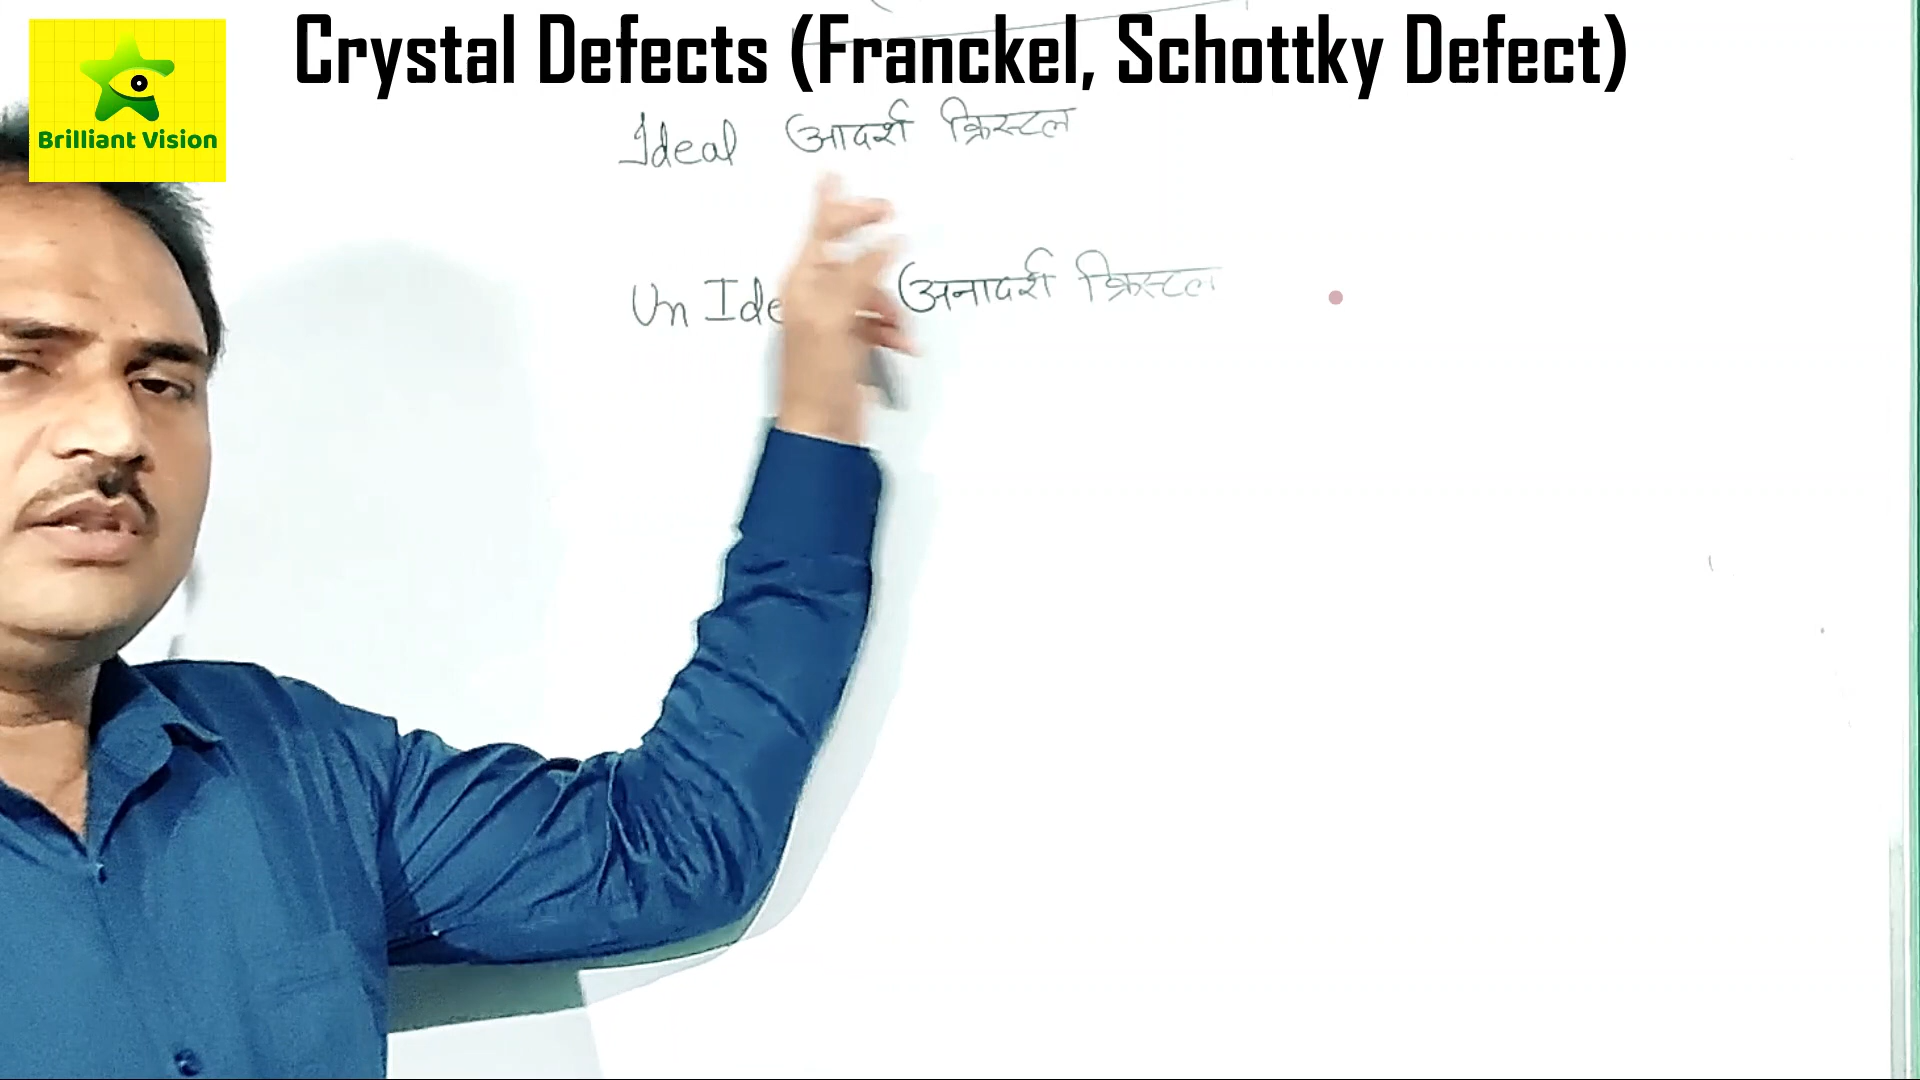 Crystal Defects (Franckel, Schottky Defect)
Brilliant Vision
Ideal आदर्श क्रिस्टल
Un Ide अनादर्श क्रिस्टल